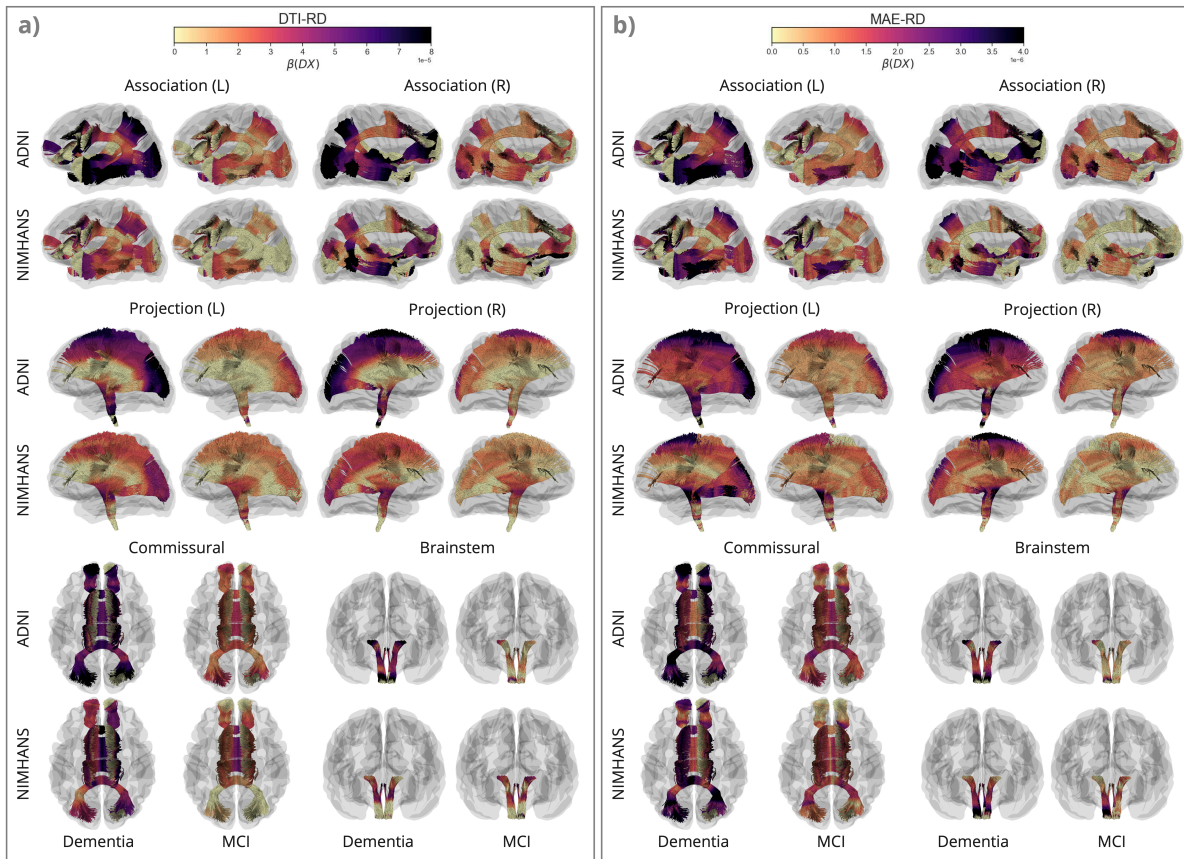 a)
DTI-RD
0 1 2 3 4 5 6 7 8
1e-5
β(DX)
Association (L) Association (R)
ADNI
NIMHANS
Projection (L) Projection (R)
ADNI
NIMHANS
Commissural Brainstem
ADNI
NIMHANS
Dementia MCI Dementia MCI
b)
MAE-RD
0.0 0.5 1.0 1.5 2.0 2.5 3.0 3.5 4.0
1e-6
β(DX)
Association (L) Association (R)
ADNI
NIMHANS
Projection (L) Projection (R)
ADNI
NIMHANS
Commissural Brainstem
ADNI
NIMHANS
Dementia MCI Dementia MCI